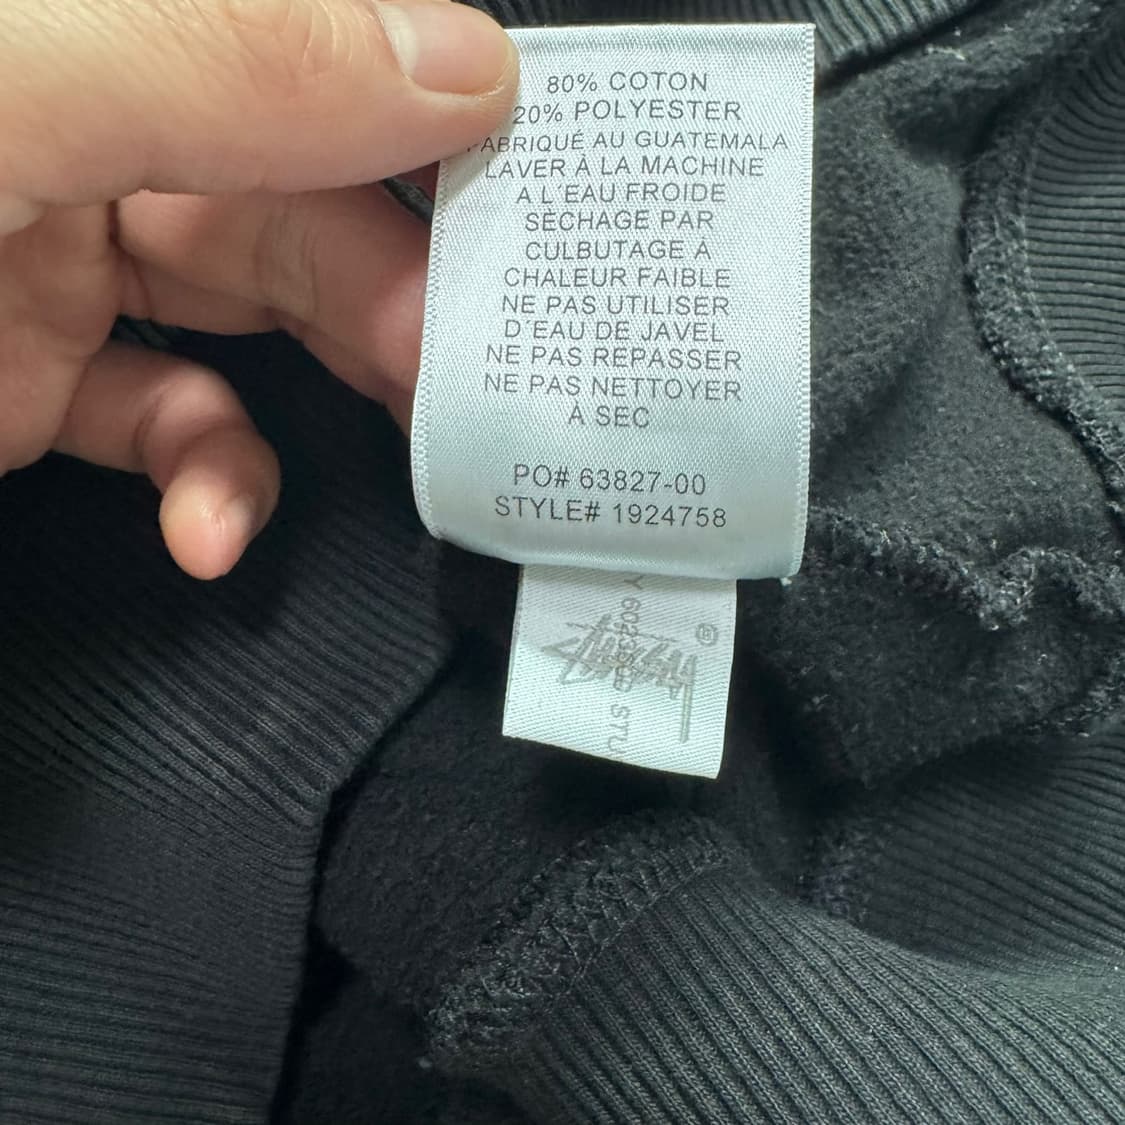 80% COTON
20% POLYESTER
FABRIQUÉ AU GUATEMALA
LAVER À LA MACHINE
A L´EAU FROIDE
SÉCHAGE PAR
CULBUTAGE À
CHALEUR FAIBLE
NE PAS UTILISER
D´EAU DE JAVEL
NE PAS REPASSER
NE PAS NETTOYER
À SEC
PO# 63827-00
STYLE# 1924758